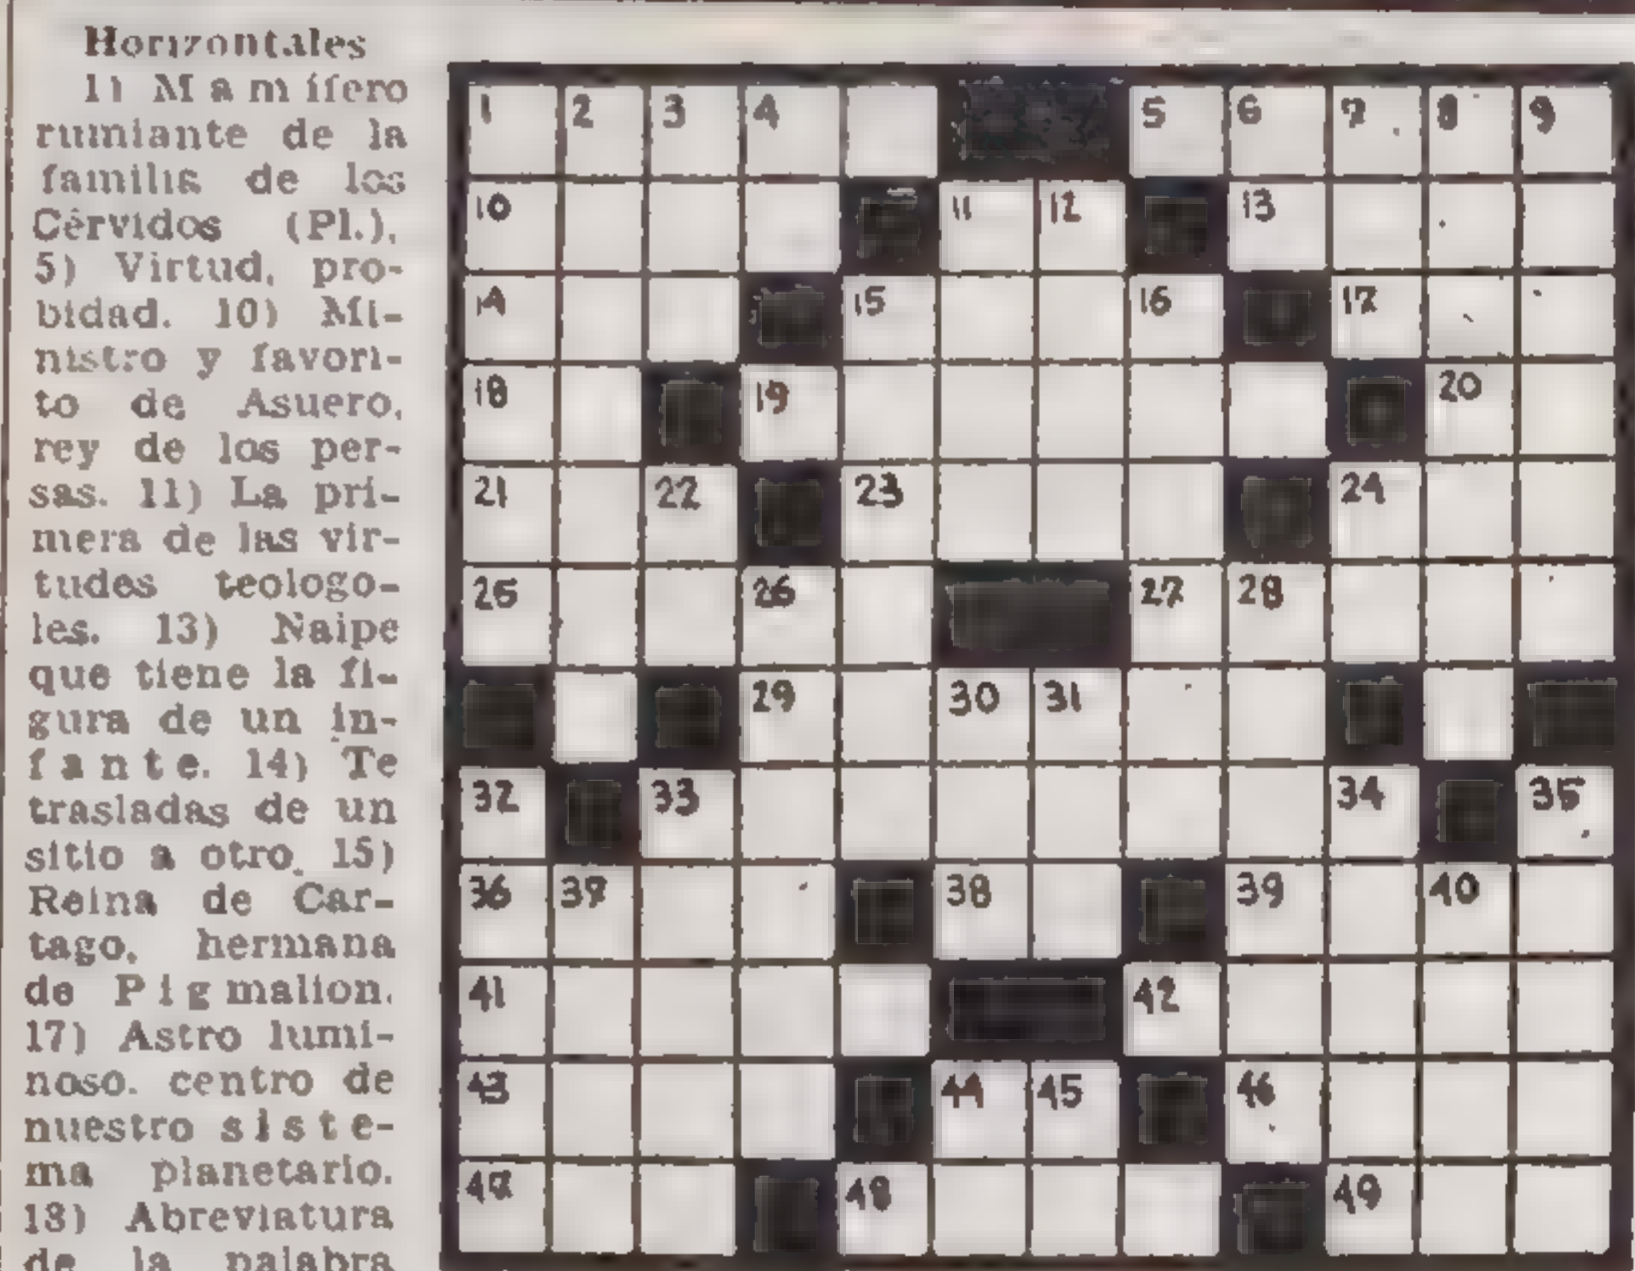 Horizontales
1) Mamífero
rumiante de la
familis de los
Cérvidos (Pl.),
5) Virtud, pro-
bidad. 10) Mi-
nistro y favori-
to de Asuero,
rey de los per-
sas. 11) La pri-
mera de las vir-
tudes teologo-
les. 13) Naipe
que tiene la fi-
gura de un in-
fante. 14) Te
trasladas de un
sitio a otro. 15)
Reina de Car-
tago, hermana
de Pigmalion.
17) Astro lumi-
noso. centro de
nuestro siste-
ma planetario.
18) Abreviatura
de la palabra
1 2 3 4 5 6 7 8 9
10 11 12 13
14 15 16 17
18 19 20
21 22 23 24
25 26 27 28
29 30 31
32 33 34 35
36 37 38 39 40
41 42
43 44 45 46
47 48 49